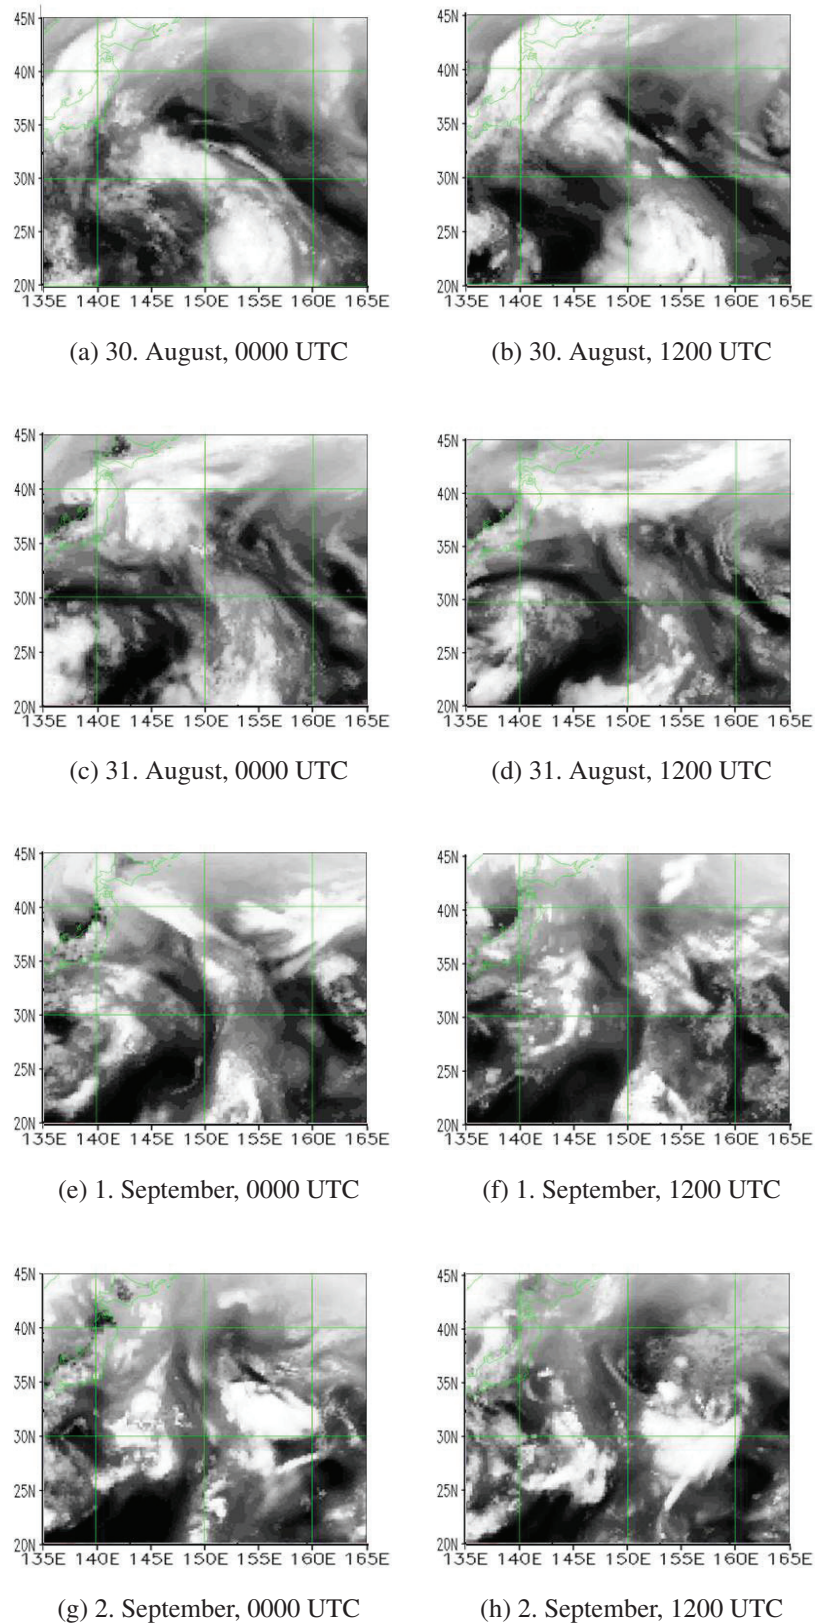 45N 45N
40N 40N
35N 35N
30N 30N
25N 25N
20N 20N
135E 140E 145E 150E 155E 160E 165E 135E 140E 145E 150E 155E 160E 165E
(a) 30. August, 0000 UTC (b) 30. August, 1200 UTC
45N 45N
40N 40N
35N 35N
30N 30N
25N 25N
20N 20N
135E 140E 145E 150E 155E 160E 165E 135E 140E 145E 150E 155E 160E 165E
(c) 31. August, 0000 UTC (d) 31. August, 1200 UTC
45N 45N
40N 40N
35N 35N
30N 30N
25N 25N
20N 20N
135E 140E 145E 150E 155E 160E 165E 135E 140E 145E 150E 155E 160E 165E
(e) 1. September, 0000 UTC (f) 1. September, 1200 UTC
45N 45N
40N 40N
35N 35N
30N 30N
25N 25N
20N 20N
135E 140E 145E 150E 155E 160E 165E 135E 140E 145E 150E 155E 160E 165E
(g) 2. September, 0000 UTC (h) 2. September, 1200 UTC